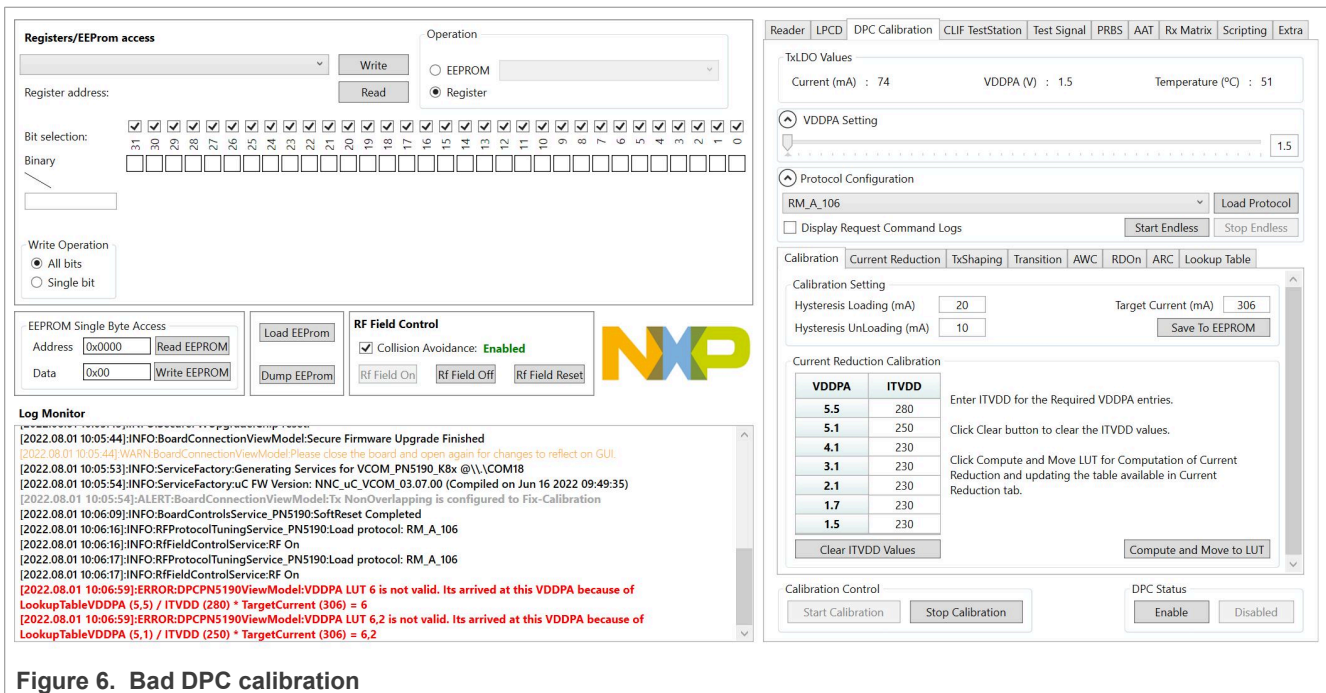 Registers/EEProm access
Write
Register address:
Read
Operation
EEPROM
Register
Bit selection:
31 30 29 28 27 26 25 24 23 22 21 20 19 18 17 16 15 14 13 12 11 10 9 8 7 6 5 4 3 2 1 0
Binary
Write Operation
All bits
Single bit
EEPROM Single Byte Access
Address 0x0000 Read EEPROM
Data 0x00 Write EEPROM
Load EEProm
Dump EEProm
RF Field Control
Collision Avoidance: Enabled
Rf Field On Rf Field Off Rf Field Reset
NXP
Log Monitor
[2022.08.01 10:05:44]:INFO:BoardConnectionViewModel:Secure Firmware Upgrade Finished
[2022.08.01 10:05:44]:WARN:BoardConnectionViewModel:Please close the board and open again for changes to reflect on GUI.
[2022.08.01 10:05:53]:INFO:ServiceFactory:Generating Services for VCOM_PN5190_K8x @\\.\COM18
[2022.08.01 10:05:54]:INFO:ServiceFactory:uC FW Version: NNC_uC_VCOM_03.07.00 (Compiled on Jun 16 2022 09:49:35)
[2022.08.01 10:05:54]:ALERT:BoardConnectionViewModel:Tx NonOverlapping is configured to Fix-Calibration
[2022.08.01 10:06:09]:INFO:BoardControlsService_PN5190:SoftReset Completed
[2022.08.01 10:06:16]:INFO:RFProtocolTuningService_PN5190:Load protocol: RM_A_106
[2022.08.01 10:06:16]:INFO:RfFieldControlService:RF On
[2022.08.01 10:06:17]:INFO:RFProtocolTuningService_PN5190:Load protocol: RM_A_106
[2022.08.01 10:06:17]:INFO:RfFieldControlService:RF On
[2022.08.01 10:06:59]:ERROR:DPCPN5190ViewModel:VDDPA LUT 6 is not valid. Its arrived at this VDDPA because of
LookupTableVDDPA (5,5) / ITVDD (280) * TargetCurrent (306) = 6
[2022.08.01 10:06:59]:ERROR:DPCPN5190ViewModel:VDDPA LUT 6,2 is not valid. Its arrived at this VDDPA because of
LookupTableVDDPA (5,1) / ITVDD (250) * TargetCurrent (306) = 6,2
Reader LPCD DPC Calibration CLIF TestStation Test Signal PRBS AAT Rx Matrix Scripting Extra
TxLDO Values
Current (mA) : 74 VDDPA (V) : 1.5 Temperature (ºC) : 51
VDDPA Setting
1.5
Protocol Configuration
RM_A_106 Load Protocol
Display Request Command Logs Start Endless Stop Endless
Calibration Current Reduction TxShaping Transition AWC RDOn ARC Lookup Table
Calibration Setting
Hysteresis Loading (mA) 20 Target Current (mA) 306
Hysteresis UnLoading (mA) 10 Save To EEPROM
Current Reduction Calibration
VDDPA ITVDD
5.5 280
5.1 250
4.1 230
3.1 230
2.1 230
1.7 230
1.5 230
Enter ITVDD for the Required VDDPA entries.
Click Clear button to clear the ITVDD values.
Click Compute and Move LUT for Computation of Current
Reduction and updating the table available in Current
Reduction tab.
Clear ITVDD Values Compute and Move to LUT
Calibration Control
Start Calibration Stop Calibration
DPC Status
Enable Disabled
Figure 6. Bad DPC calibration